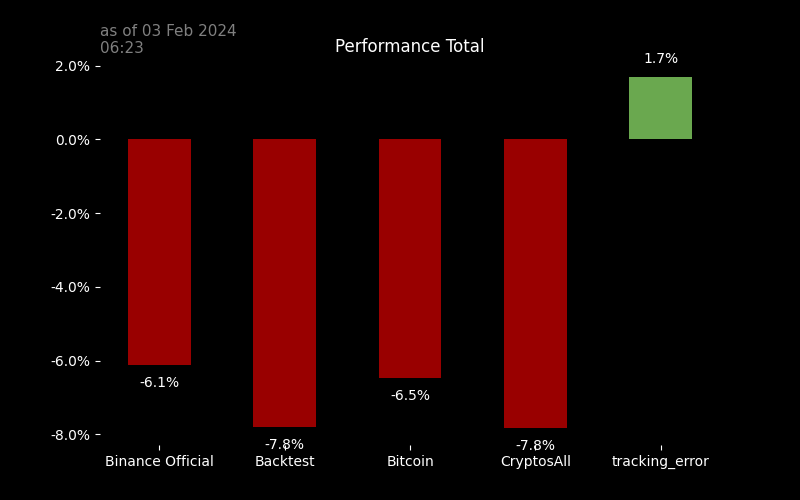 as of 03 Feb 2024
06:23
Performance Total
1.7%
2.0%
0.0%
-2.0%
-4.0%
-6.0%
-8.0%
-6.1%
-7.8%
-6.5%
-7.8%
Binance Official
Backtest
Bitcoin
CryptosAll
tracking_error